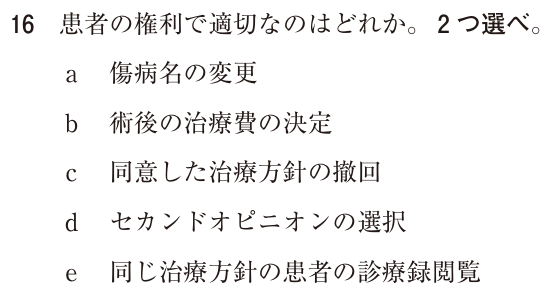 16 患者の権利で適切なのはどれか。2つ選べ。
a 傷病名の変更
b 術後の治療費の決定
c 同意した治療方針の撤回
d セカンドオピニオンの選択
e 同じ治療方針の患者の診療録閲覧